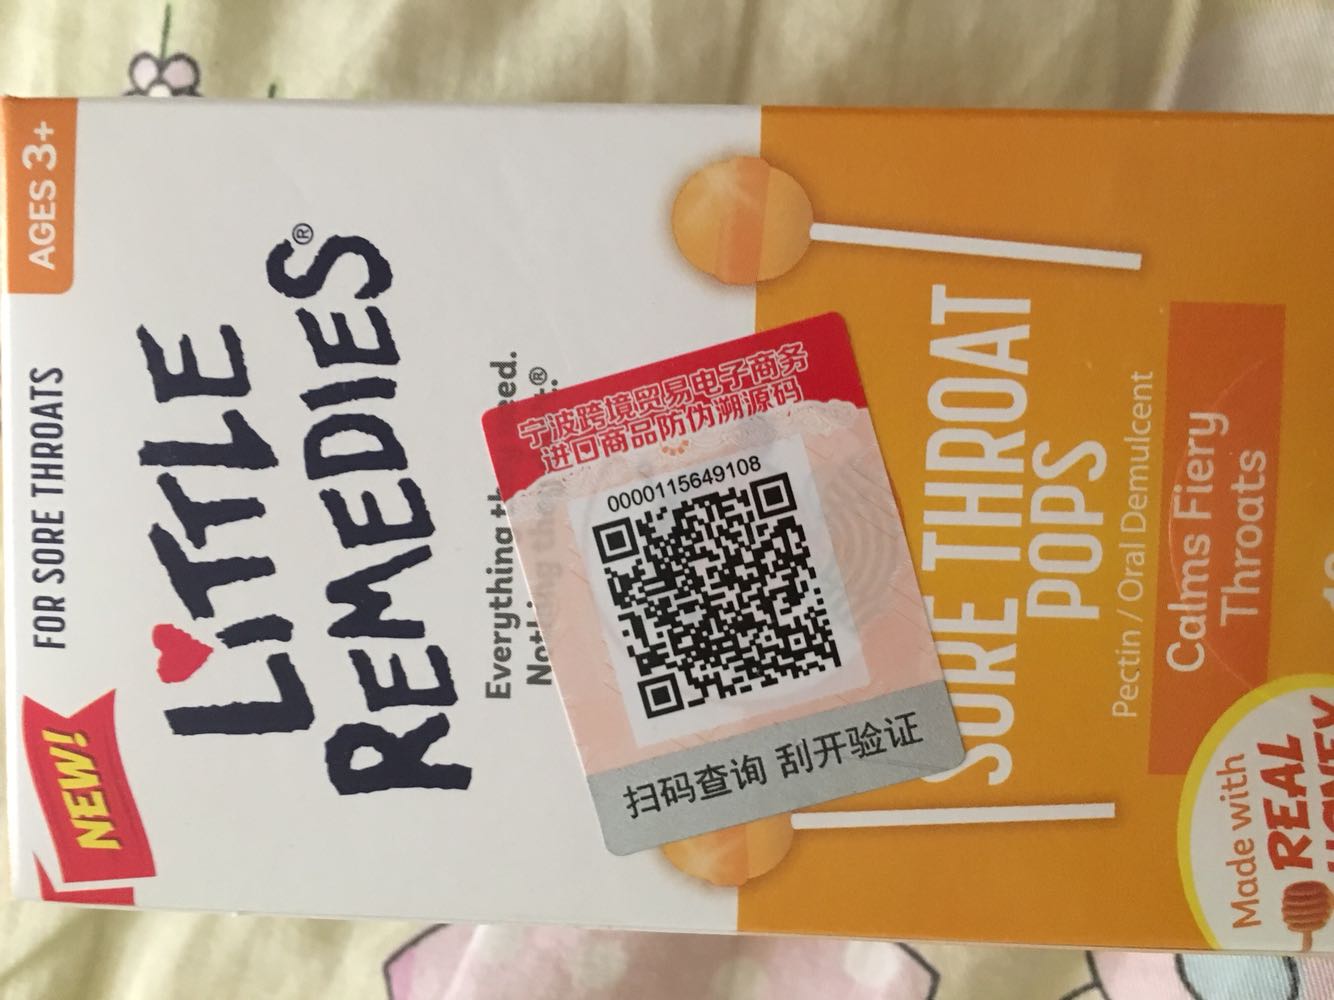 AGES 3+
NEW!
FOR SORE THROATS
LiTTLE
REMEDIES®
Everything
Nothing
®
SORE THROAT
POPS
Pectin / Oral Demulcent
Calms Fiery
Throats
Made with
REAL
HONEY
宁波跨境贸易电子商务
进口商品防伪溯源码
0000115649108
扫码查询 刮开验证